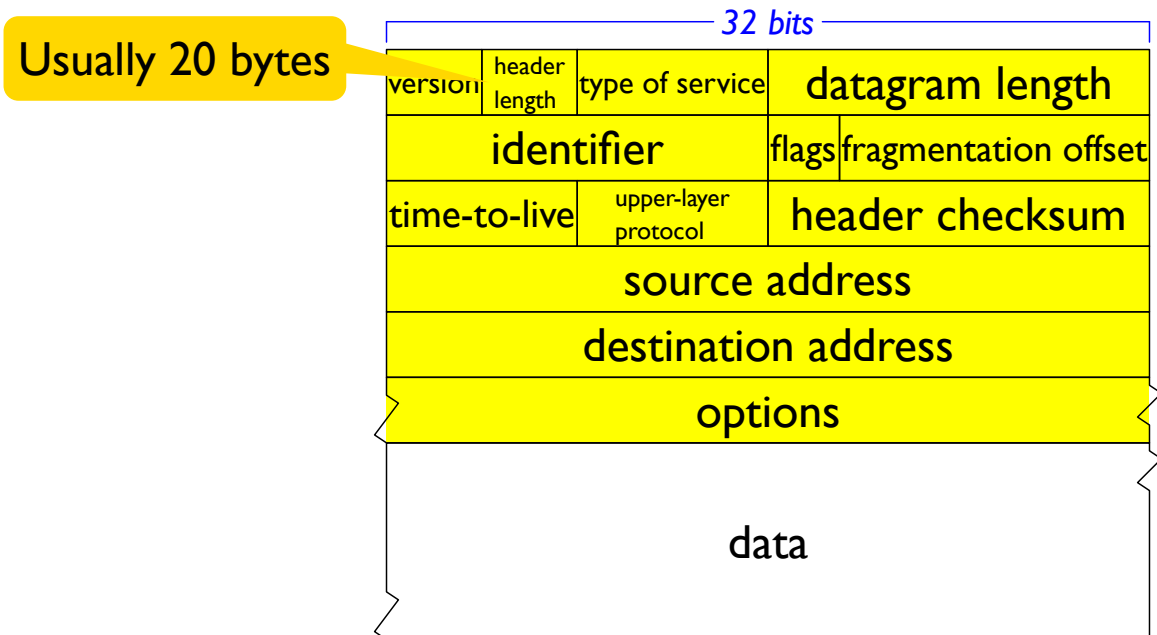 32 bits
Usually 20 bytes
version
header
length
type of service
datagram length
identifier
flags
fragmentation offset
time-to-live
upper-layer
protocol
header checksum
source address
destination address
options
data